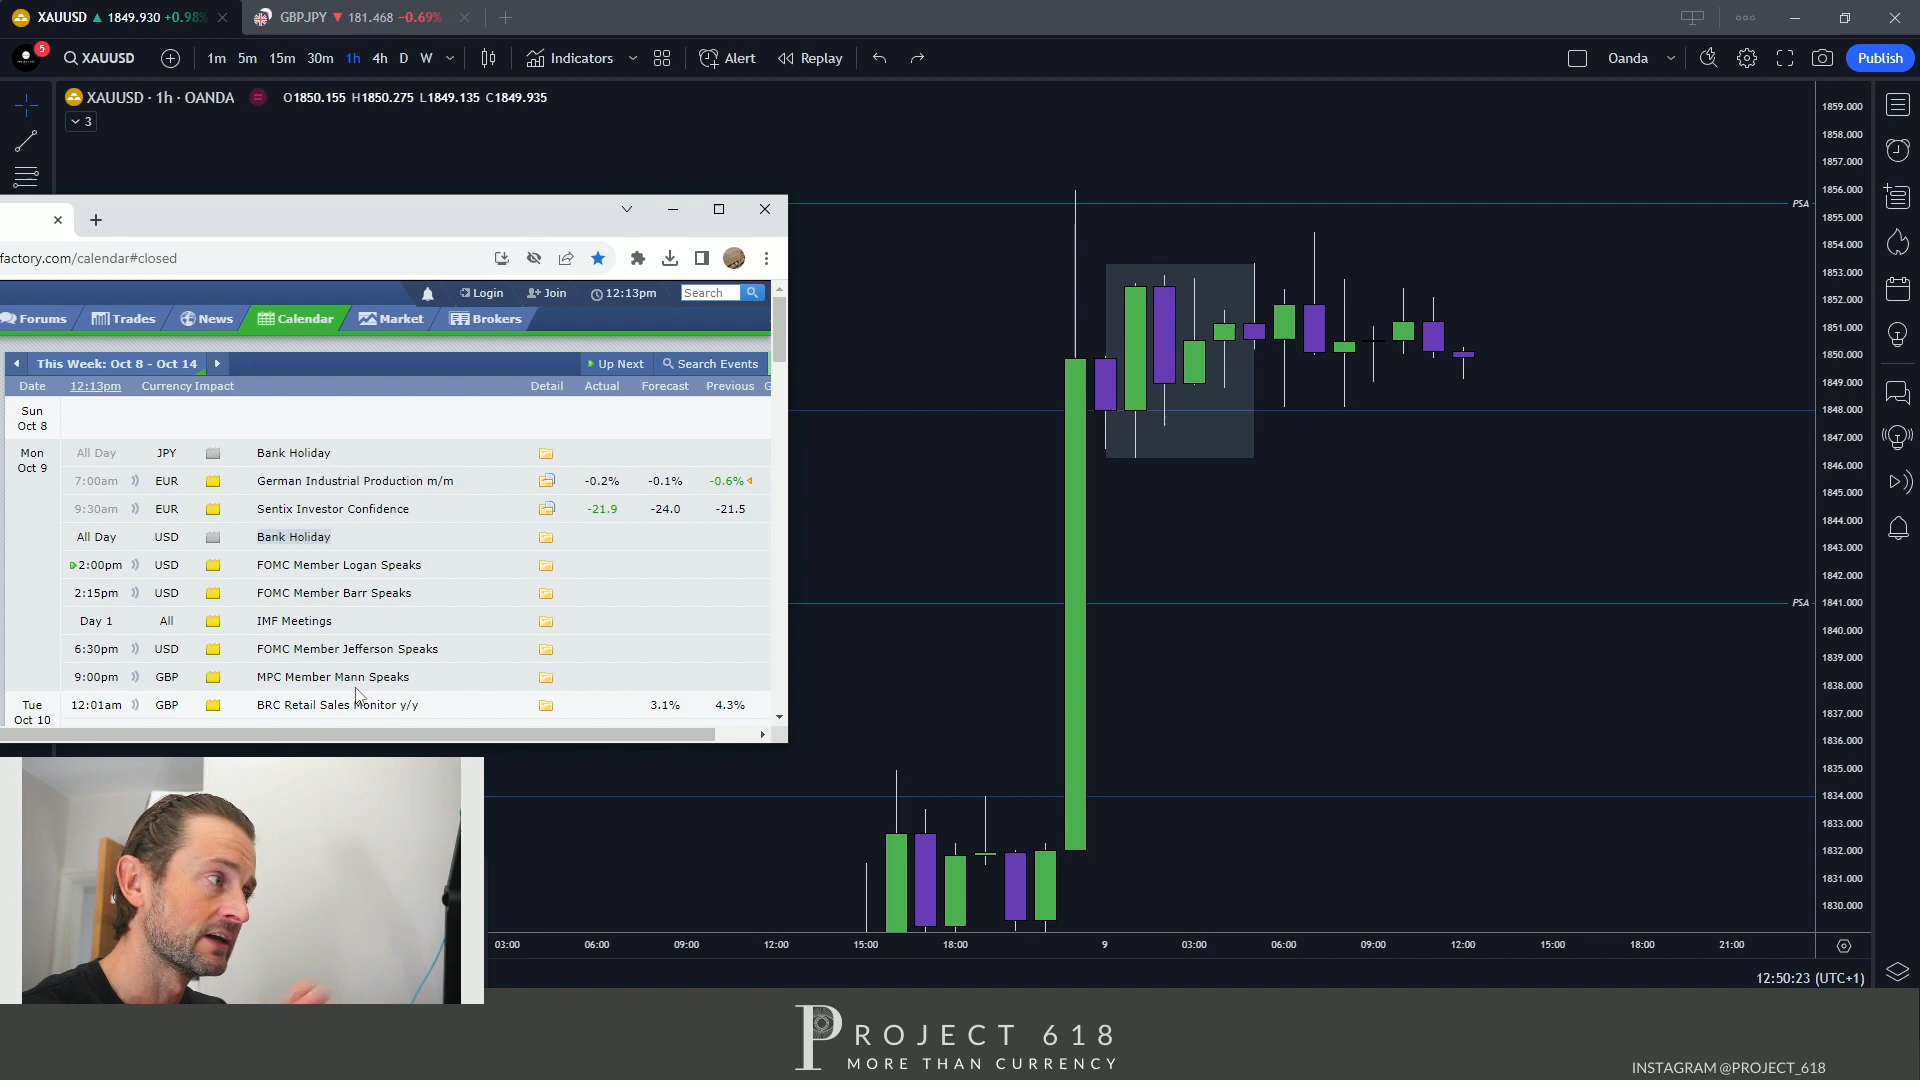 XAUUSD ▲ 1849.930 +0.98%
GBPJPY ▼ 181.468 −0.69%
5
XAUUSD
1m 5m 15m 30m 1h 4h D W
Indicators
Alert
Replay
Oanda
Publish
XAUUSD · 1h · OANDA
O1850.155 H1850.275 L1849.135 C1849.935
3
factory.com/calendar#closed
Login
Join
12:13pm
Search
Forums
Trades
News
Calendar
Market
Brokers
This Week: Oct 8 - Oct 14
Up Next
Search Events
Date 12:13pm Currency Impact Detail Actual Forecast Previous G
Sun
Oct 8
Mon
Oct 9
All Day JPY Bank Holiday
7:00am EUR German Industrial Production m/m -0.2% -0.1% -0.6%
9:30am EUR Sentix Investor Confidence -21.9 -24.0 -21.5
All Day USD Bank Holiday
2:00pm USD FOMC Member Logan Speaks
2:15pm USD FOMC Member Barr Speaks
Day 1 All IMF Meetings
6:30pm USD FOMC Member Jefferson Speaks
9:00pm GBP MPC Member Mann Speaks
Tue
Oct 10
12:01am GBP BRC Retail Sales Monitor y/y 3.1% 4.3%
PSA
PSA
1859.000
1858.000
1857.000
1856.000
1855.000
1854.000
1853.000
1852.000
1851.000
1850.000
1849.000
1848.000
1847.000
1846.000
1845.000
1844.000
1843.000
1842.000
1841.000
1840.000
1839.000
1838.000
1837.000
1836.000
1835.000
1834.000
1833.000
1832.000
1831.000
1830.000
03:00 06:00 09:00 12:00 15:00 18:00 9 03:00 06:00 09:00 12:00 15:00 18:00 21:00
12:50:23 (UTC+1)
PROJECT 618
MORE THAN CURRENCY
INSTAGRAM @PROJECT_618